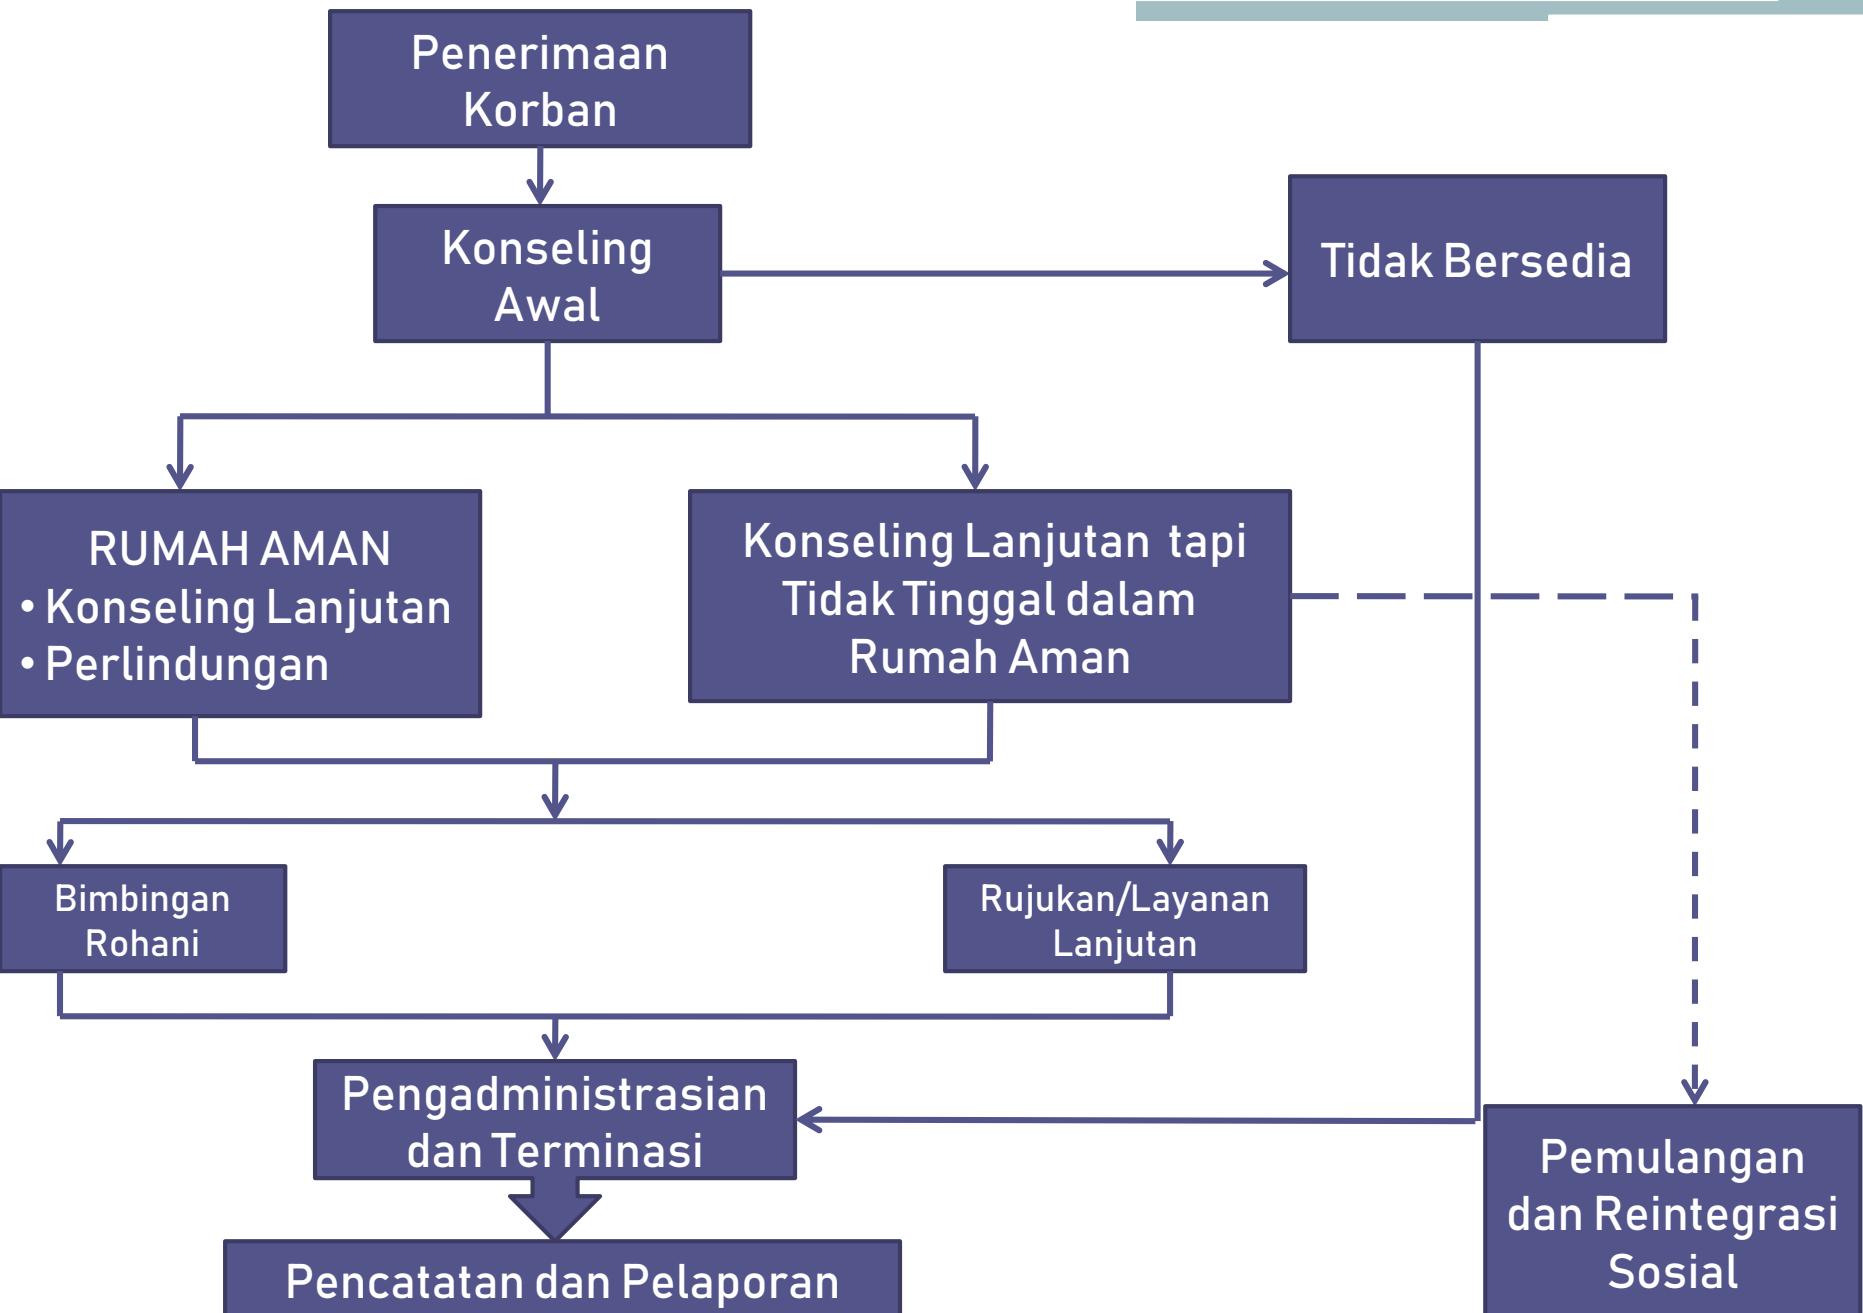 Penerimaan
Korban
Konseling
Awal
Tidak Bersedia
RUMAH AMAN
• Konseling Lanjutan
• Perlindungan
Konseling Lanjutan tapi
Tidak Tinggal dalam
Rumah Aman
Bimbingan
Rohani
Rujukan/Layanan
Lanjutan
Pengadministrasian
dan Terminasi
Pemulangan
dan Reintegrasi
Sosial
Pencatatan dan Pelaporan